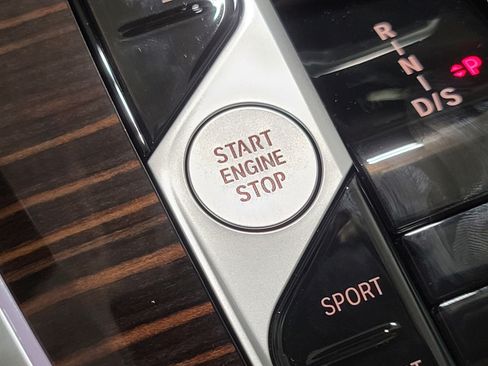 R
N
D/S
P
START
ENGINE
STOP
SPORT